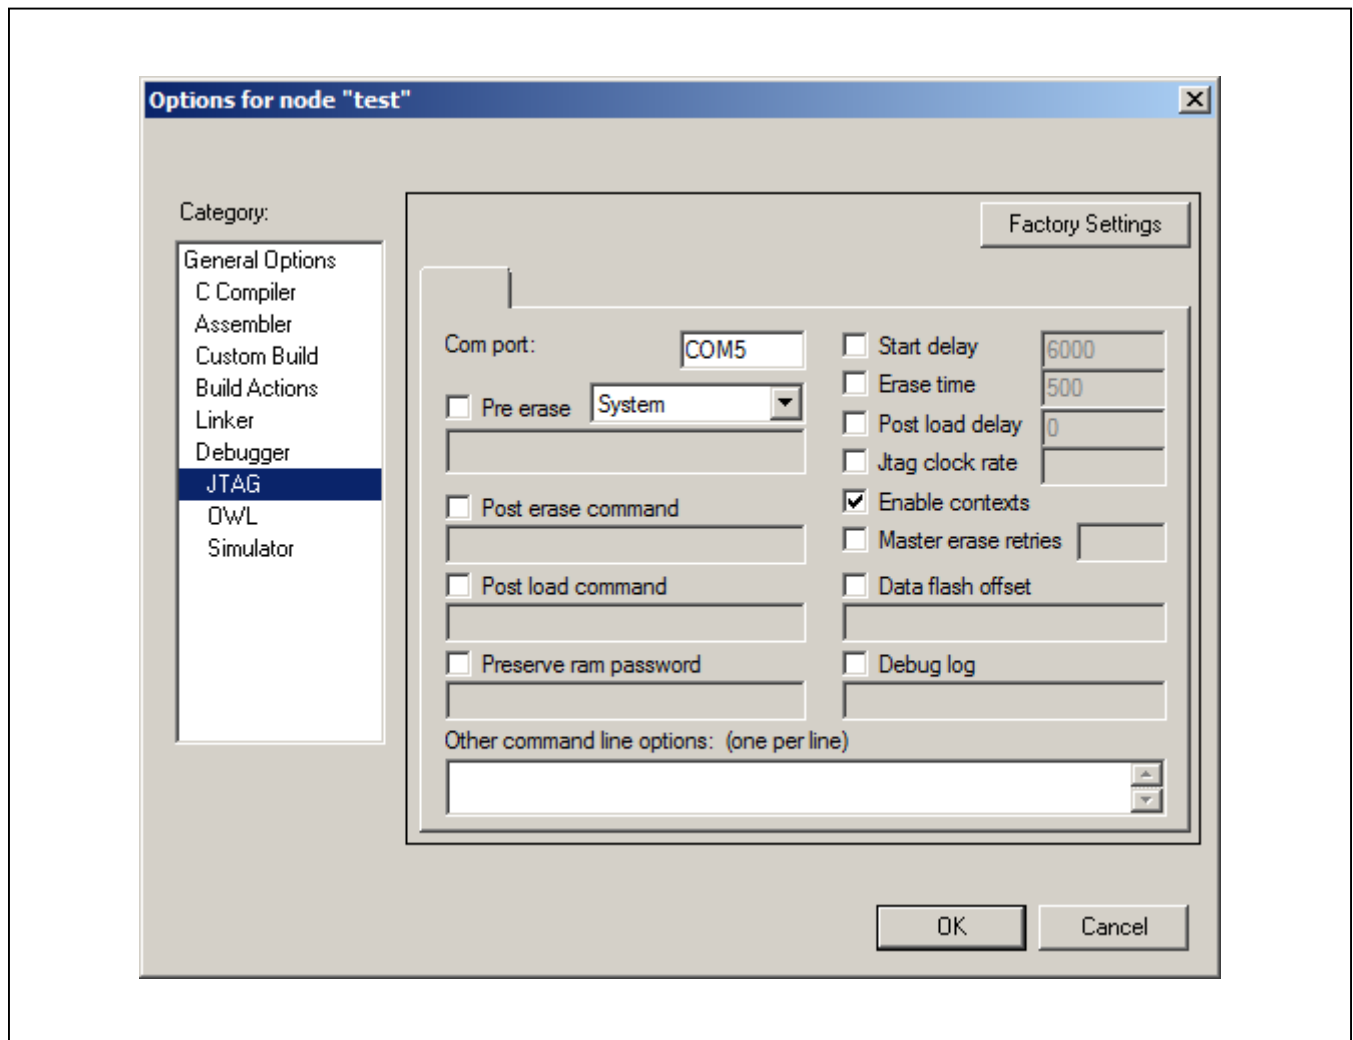 Options for node "test"
Category:
General Options
C Compiler
Assembler
Custom Build
Build Actions
Linker
Debugger
JTAG
OWL
Simulator
Factory Settings
Com port: COM5
Pre erase System
Post erase command
Post load command
Preserve ram password
Start delay 6000
Erase time 500
Post load delay 0
Jtag clock rate
Enable contexts
Master erase retries
Data flash offset
Debug log
Other command line options: (one per line)
OK Cancel